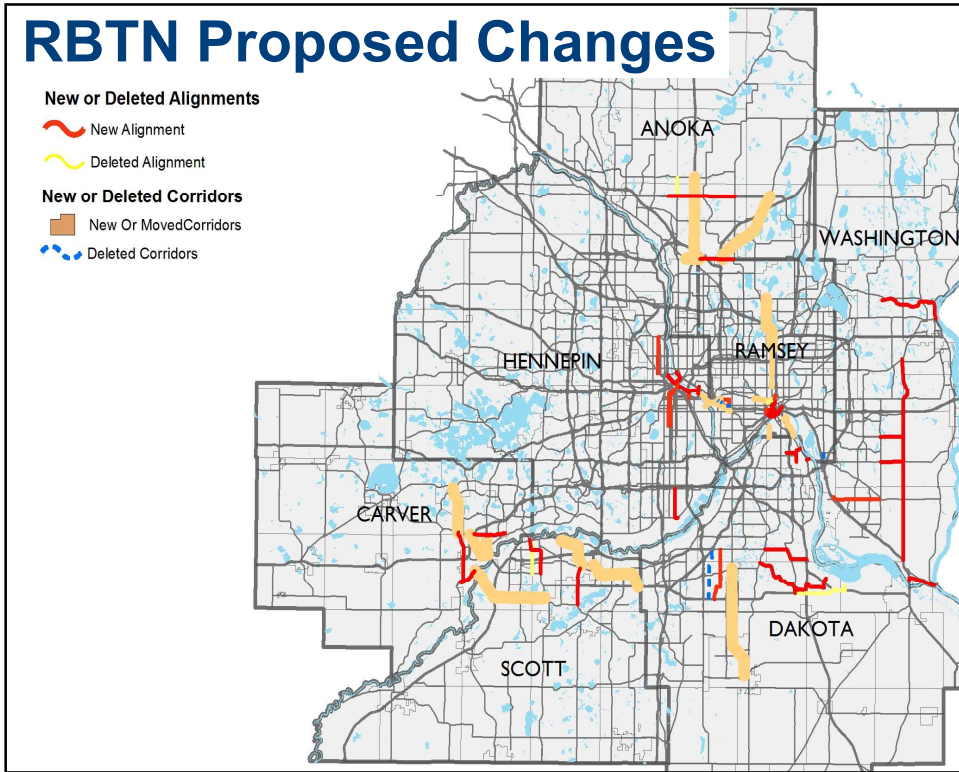 RBTN Proposed Changes
New or Deleted Alignments
New Alignment
Deleted Alignment
New or Deleted Corridors
New Or MovedCorridors
Deleted Corridors
ANOKA
WASHINGTON
HENNEPIN
RAMSEY
CARVER
SCOTT
DAKOTA